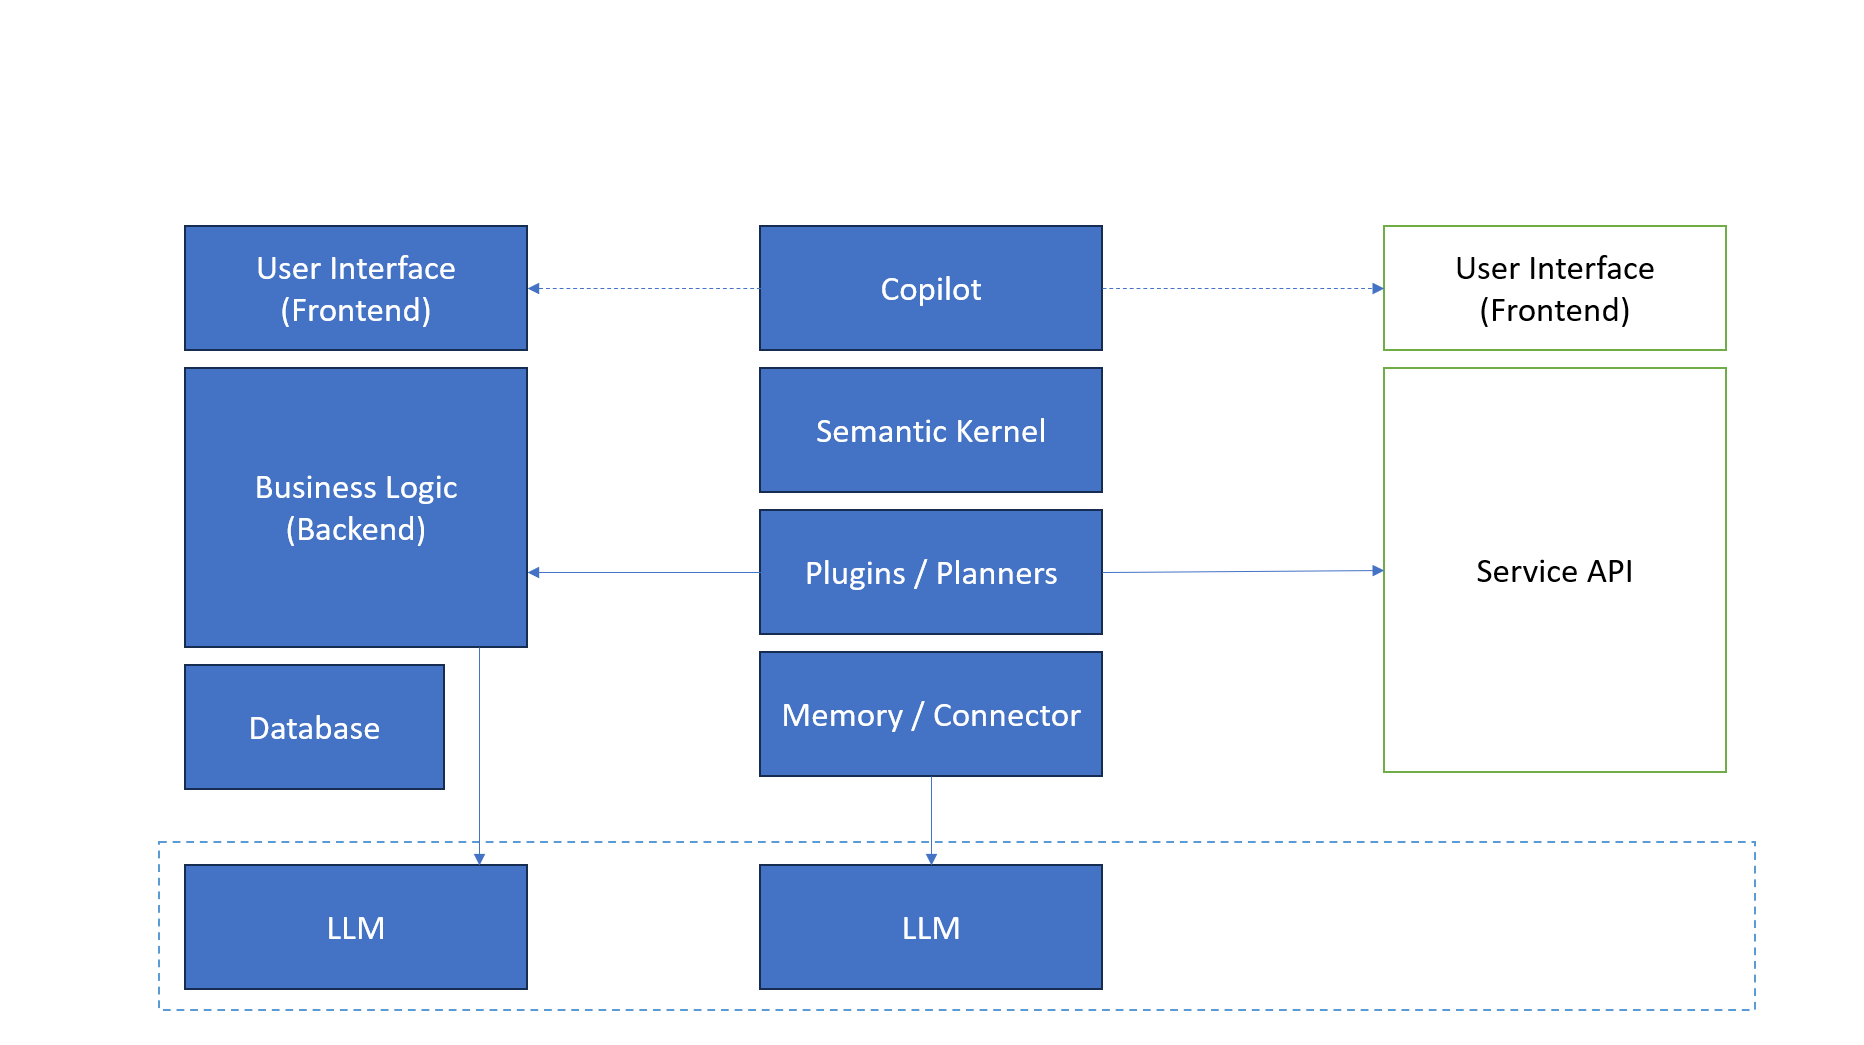 User Interface
(Frontend)
Copilot
User Interface
(Frontend)
Semantic Kernel
Business Logic
(Backend)
Plugins / Planners
Service API
Memory / Connector
Database
LLM
LLM